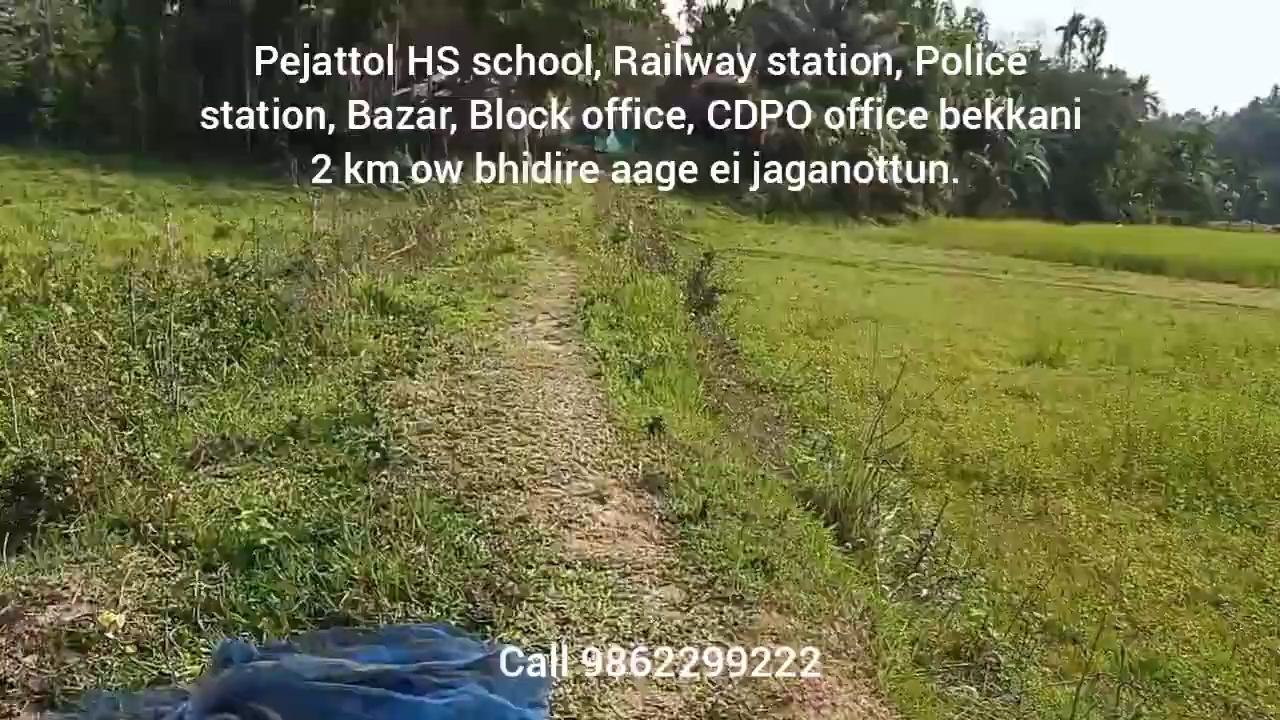 Pejattol HS school, Railway station, Police
station, Bazar, Block office, CDPO office bekkani
2 km ow bhidire aage ei jaganottun.
Call 9862299222